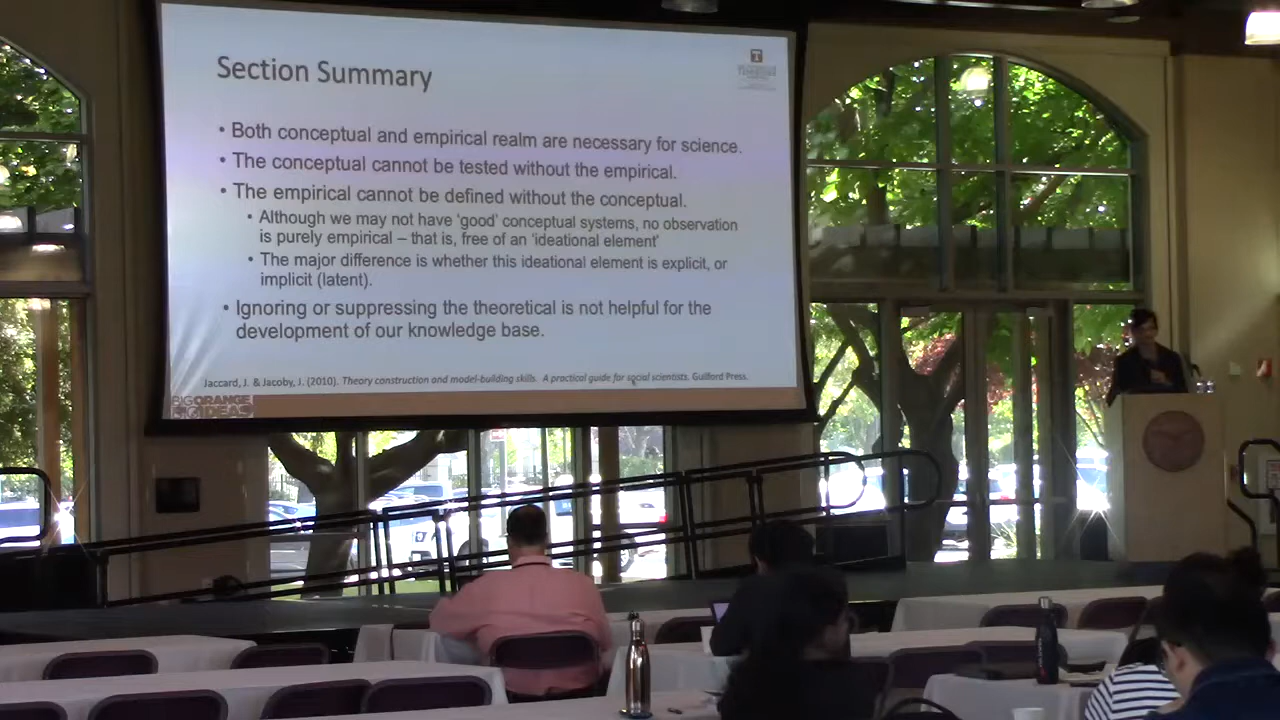 Section Summary
T
• Both conceptual and empirical realm are necessary for science.
• The conceptual cannot be tested without the empirical.
• The empirical cannot be defined without the conceptual.
• Although we may not have ‘good’ conceptual systems, no observation
is purely empirical – that is, free of an ‘ideational element’
• The major difference is whether this ideational element is explicit, or
implicit (latent).
• Ignoring or suppressing the theoretical is not helpful for the
development of our knowledge base.
Jaccard, J. & Jacoby, J. (2010). Theory construction and model-building skills. A practical guide for social scientists. Guilford Press.
BIG ORANGE
BIG IDEAS